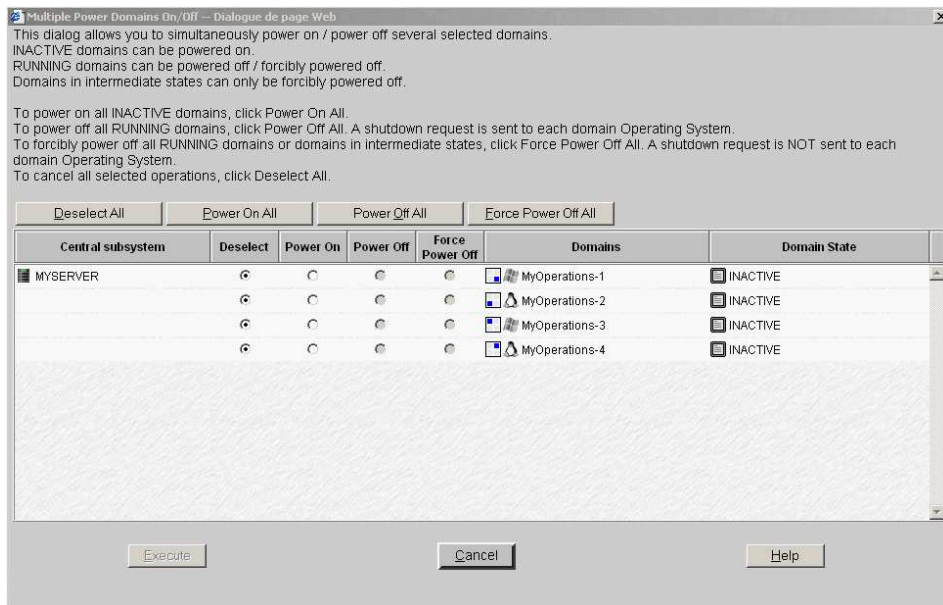 Multiple Power Domains On/Off -- Dialogue de page Web
This dialog allows you to simultaneously power on / power off several selected domains.
INACTIVE domains can be powered on.
RUNNING domains can be powered off / forcibly powered off.
Domains in intermediate states can only be forcibly powered off.
To power on all INACTIVE domains, click Power On All.
To power off all RUNNING domains, click Power Off All. A shutdown request is sent to each domain Operating System.
To forcibly power off all RUNNING domains or domains in intermediate states, click Force Power Off All. A shutdown request is NOT sent to each
domain Operating System.
To cancel all selected operations, click Deselect All.
Deselect All Power On All Power Off All Force Power Off All
Central subsystem Deselect Power On Power Off Force Power Off Domains Domain State
MYSERVER MyOperations-1 INACTIVE
MyOperations-2 INACTIVE
MyOperations-3 INACTIVE
MyOperations-4 INACTIVE
Execute Cancel Help